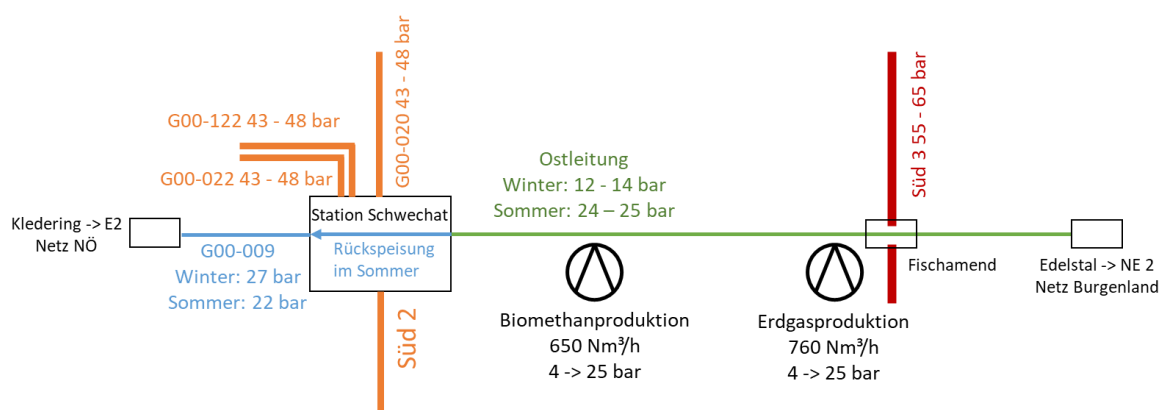 G00-122 43 - 48 bar
G00-022 43 - 48 bar
G00-020 43 - 48 bar
Süd 3 55 - 65 bar
Ostleitung
Winter: 12 - 14 bar
Sommer: 24 – 25 bar
Kledering -> E2
Netz NÖ
Station Schwechat
G00-009
Winter: 27 bar
Sommer: 22 bar
Rückspeisung
im Sommer
Süd 2
Biomethanproduktion
650 Nm³/h
4 -> 25 bar
Erdgasproduktion
760 Nm³/h
4 -> 25 bar
Fischamend
Edelstal -> NE 2
Netz Burgenland